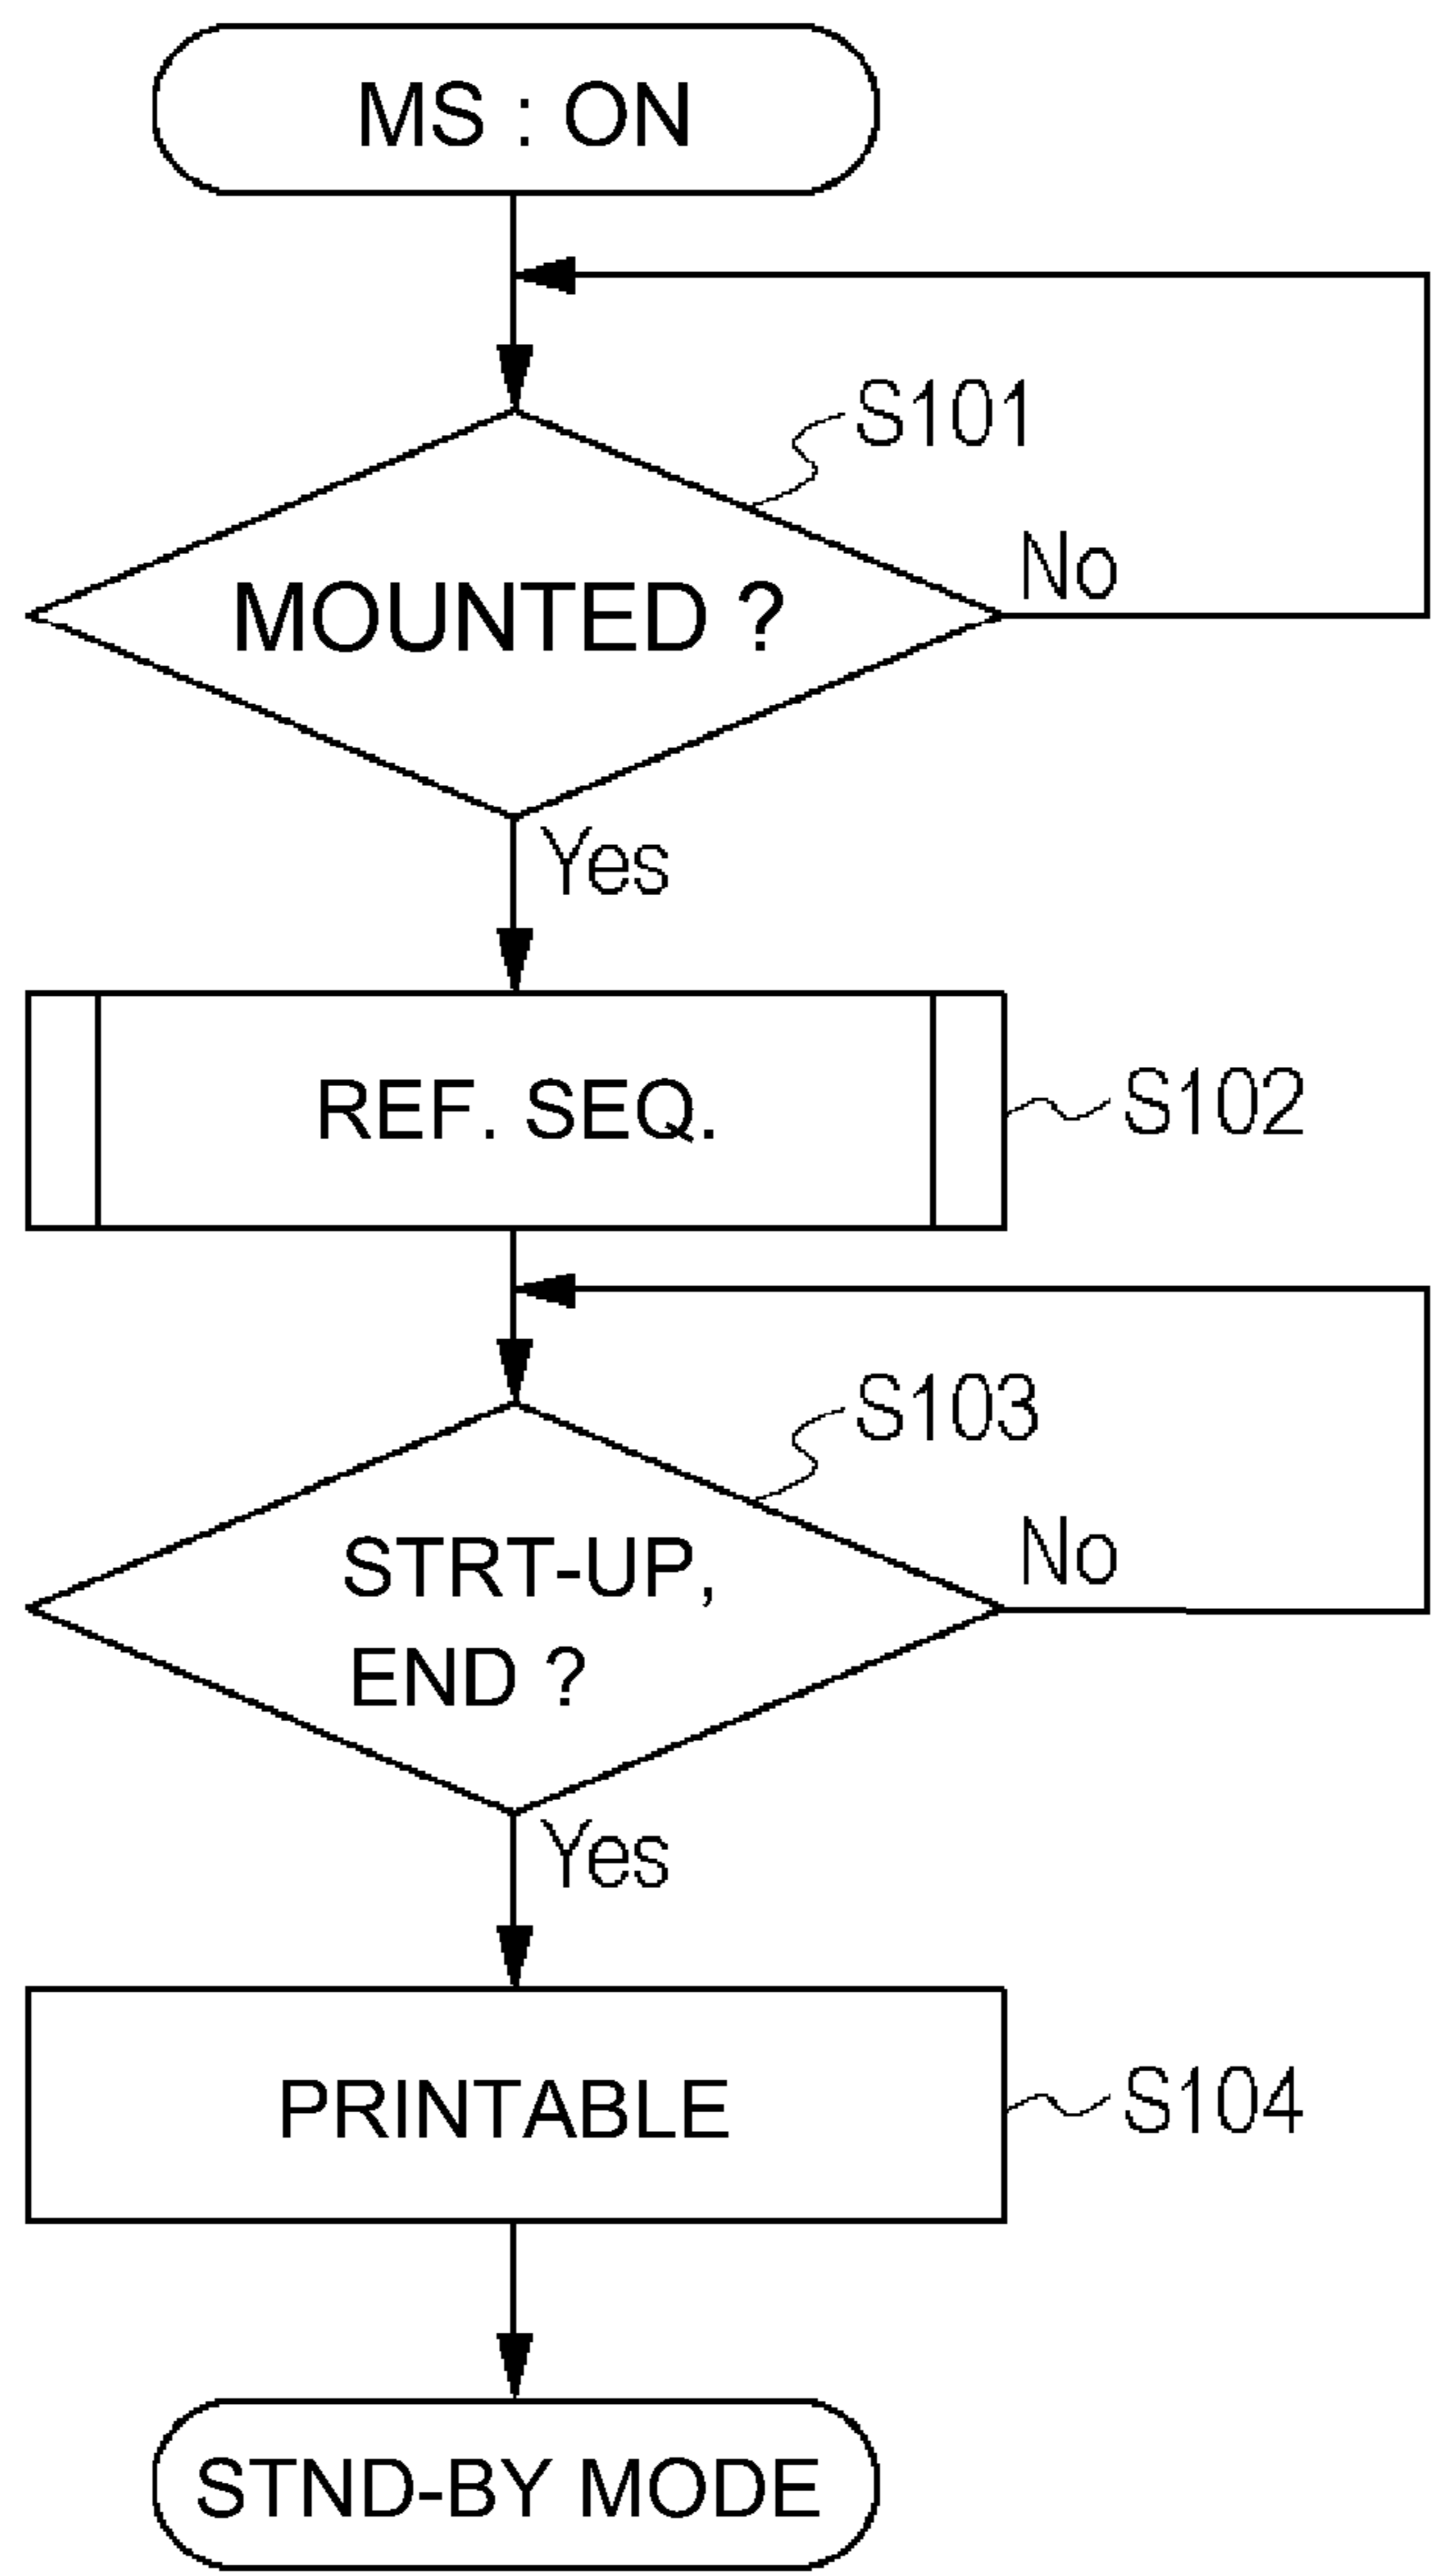 MS : ON
S101
MOUNTED ?
No
Yes
REF. SEQ.
S102
S103
STRT-UP,
No
END ?
Yes
PRINTABLE
S104
STND-BY MODE